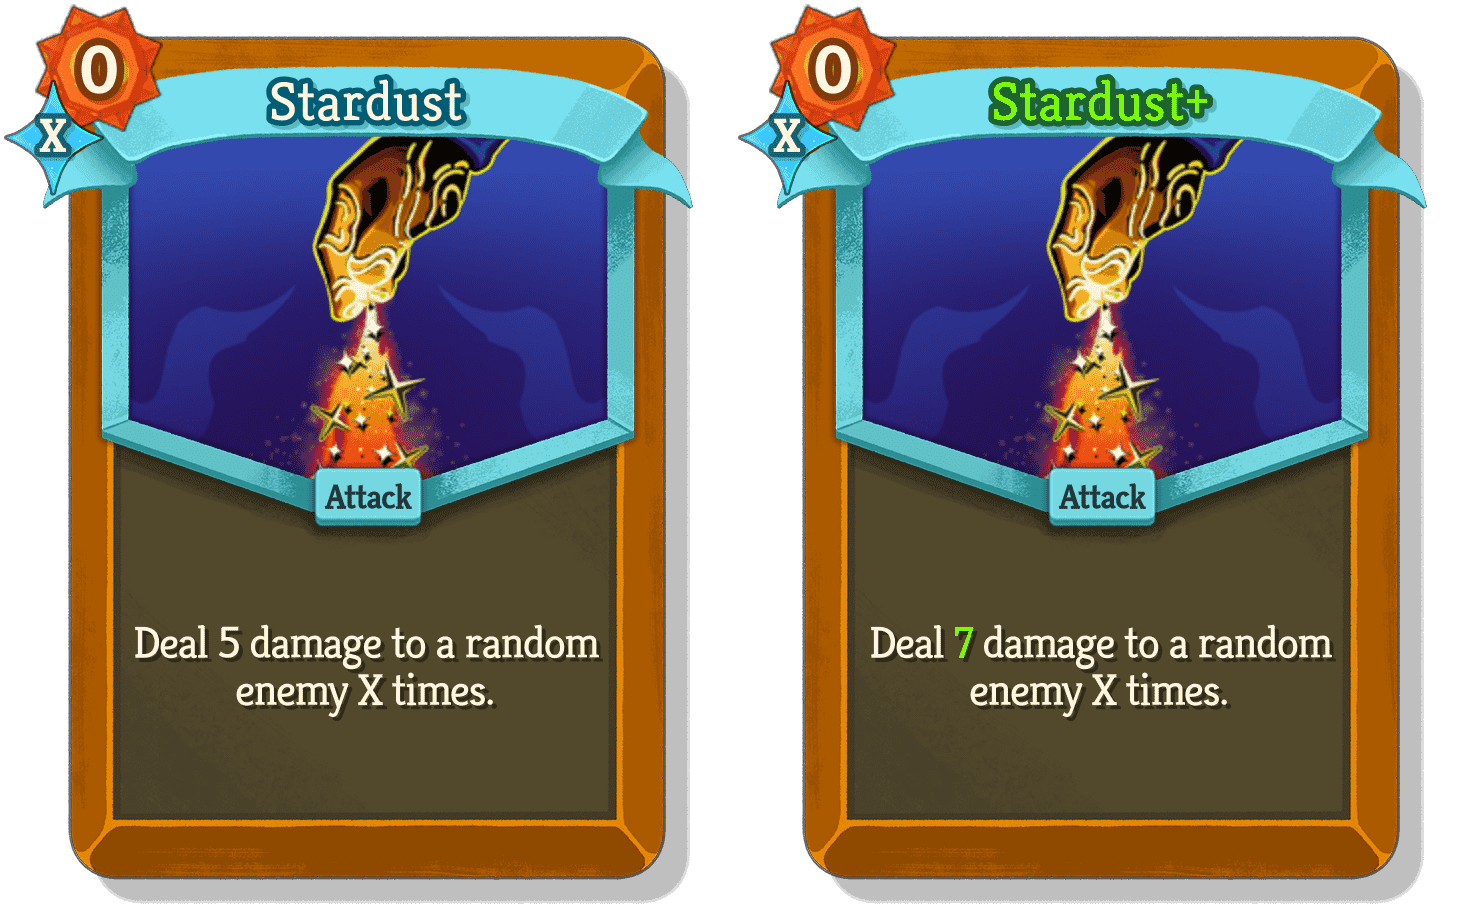 0
X
Stardust
Attack
Deal 5 damage to a random
enemy X times.
0
X
Stardust+
Attack
Deal 7 damage to a random
enemy X times.